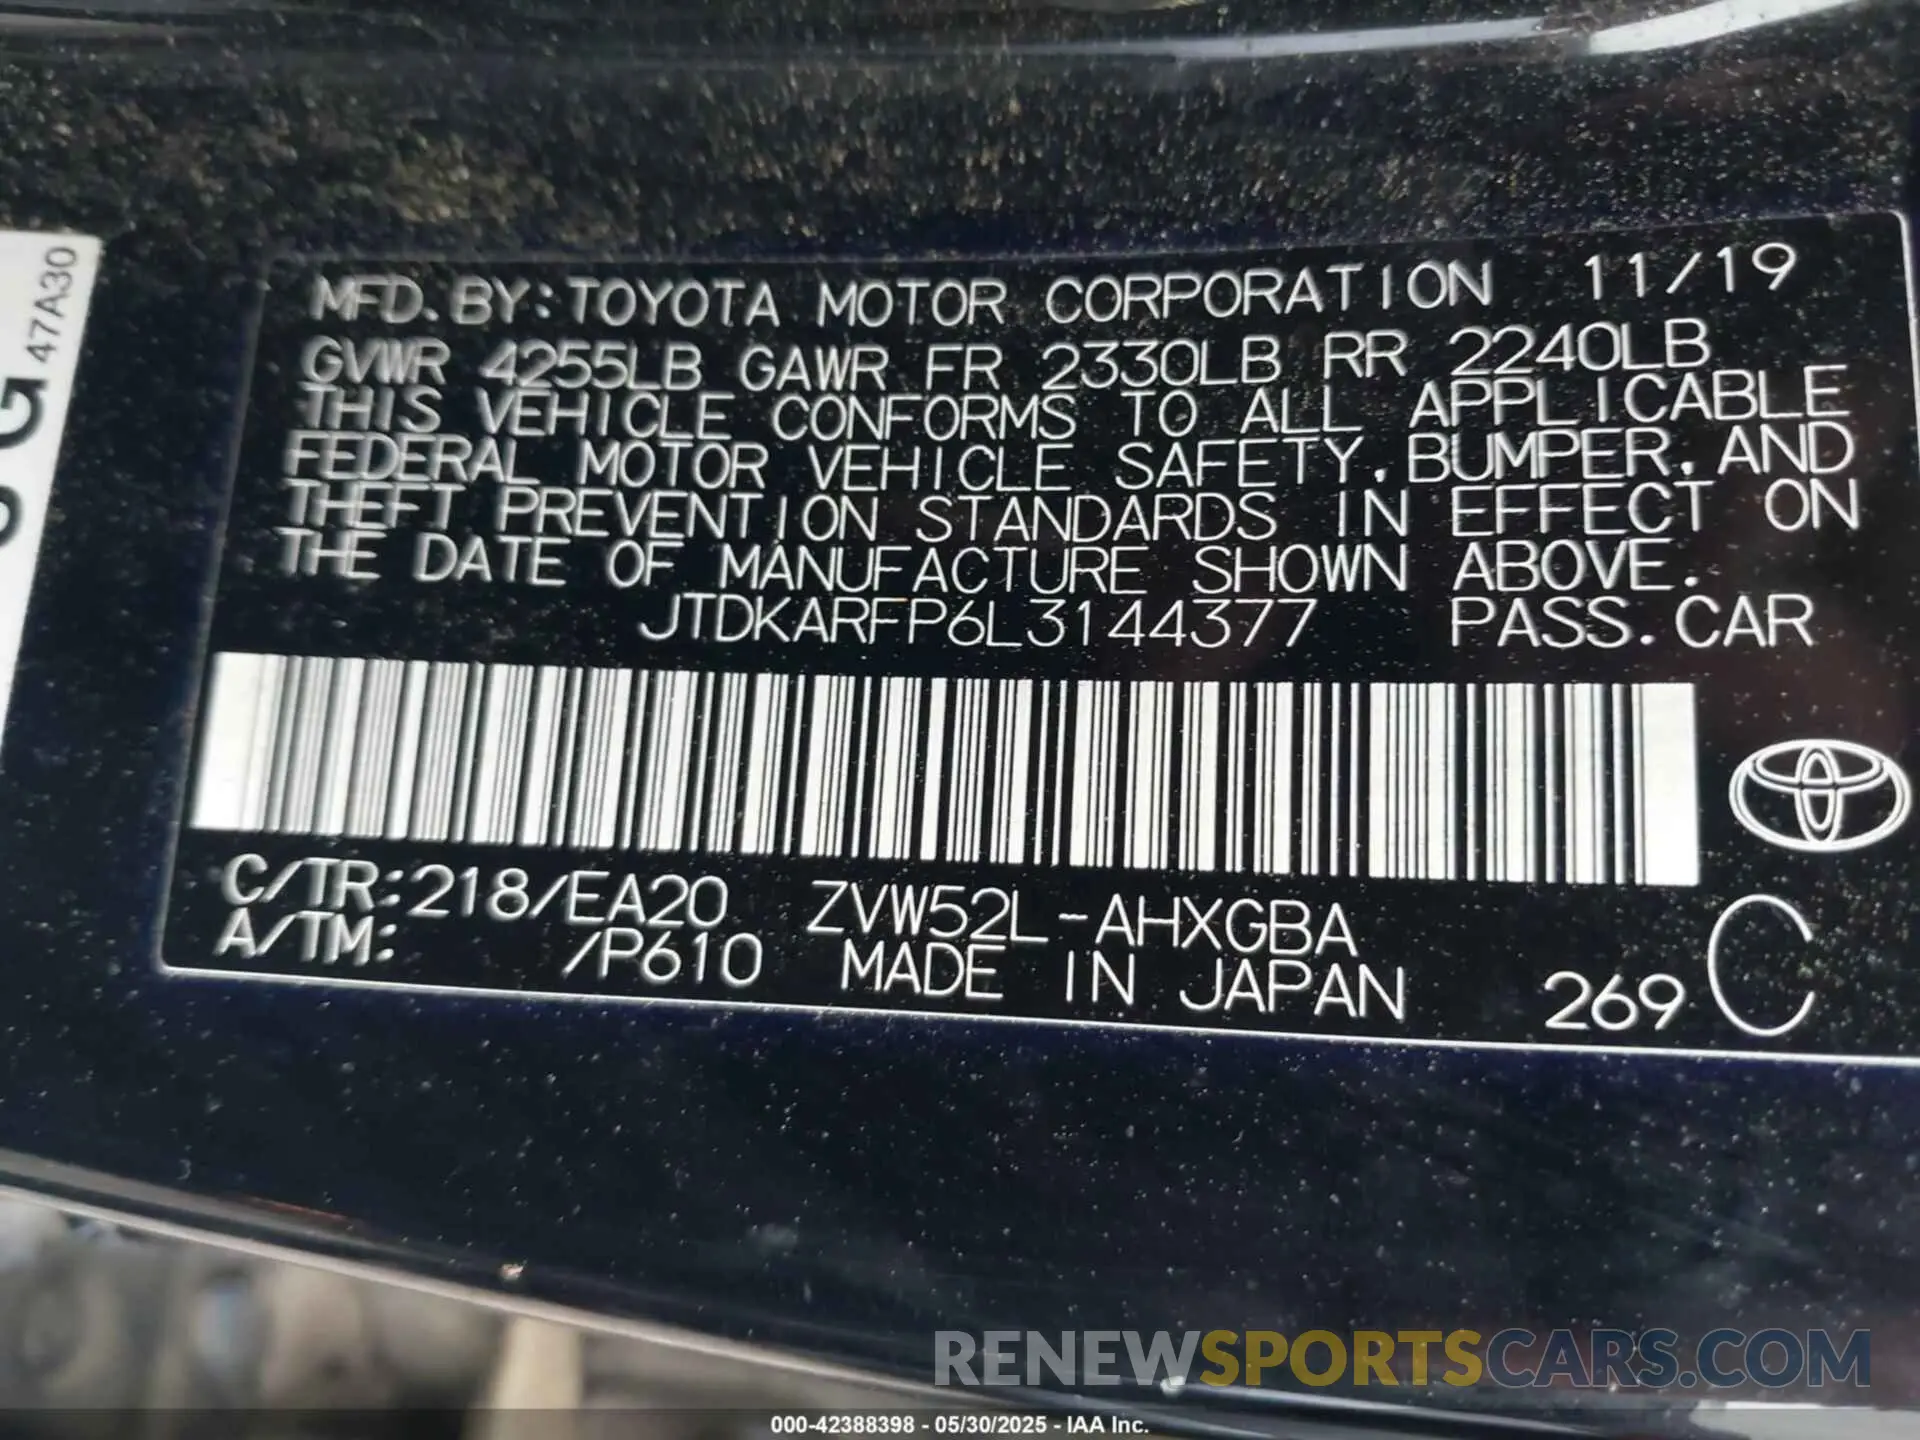 47A30
G
MFD. BY: TOYOTA MOTOR CORPORATION 11/19
GVWR 4255LB GAWR FR 2330LB RR 2240LB
THIS VEHICLE CONFORMS TO ALL APPLICABLE
FEDERAL MOTOR VEHICLE SAFETY, BUMPER, AND
THEFT PREVENTION STANDARDS IN EFFECT ON
THE DATE OF MANUFACTURE SHOWN ABOVE.
JTDKARFP6L3144377 PASS. CAR
C/TR: 218/EA20 ZVW52L-AHXGBA
A/TM: /P610 MADE IN JAPAN 269 C
RENEWSPORTSCARS.COM
000-42388398 - 05/30/2025 - IAA Inc.